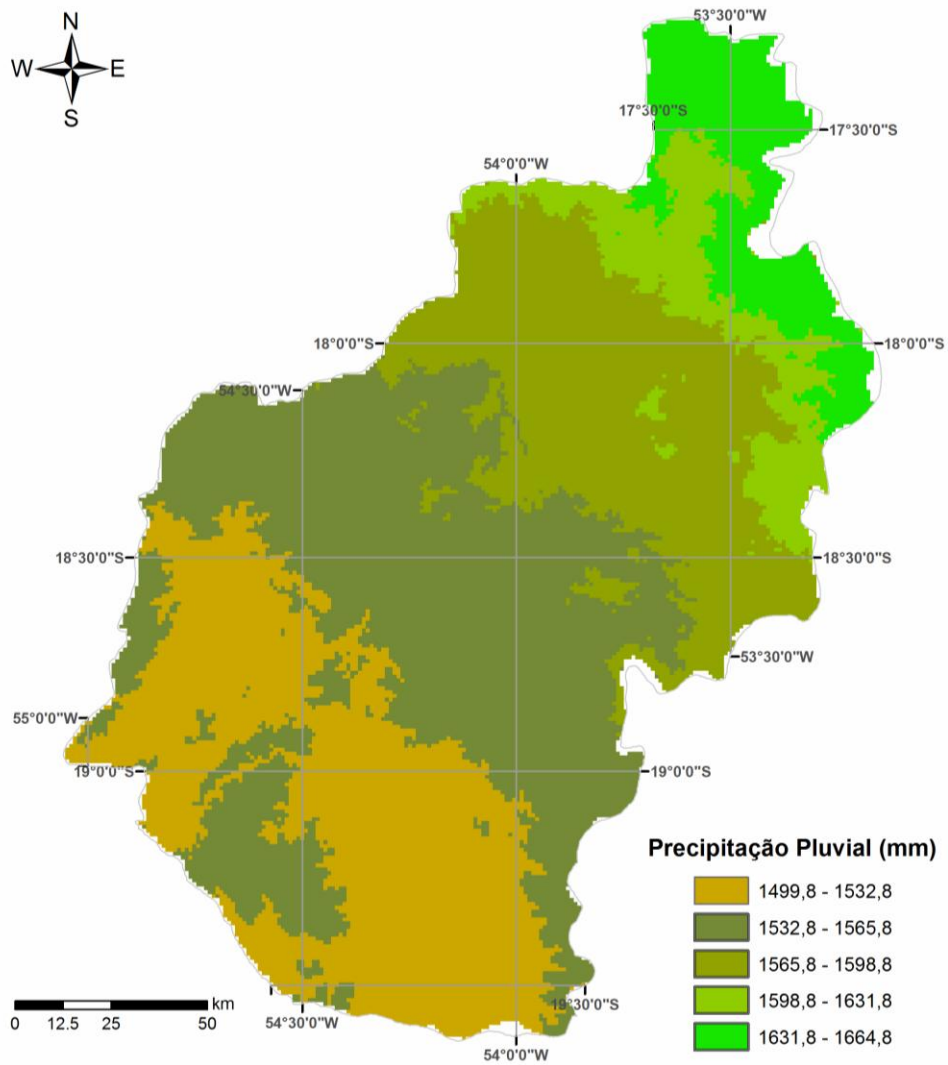 N
53°30'0"W
W E
S
17°30'0"S
17°30'0"S
54°0'0"W
18°0'0"S
18°0'0"S
54°30'0"W
18°30'0"S
18°30'0"S
53°30'0"W
55°0'0"W
19°0'0"S
19°0'0"S
Precipitação Pluvial (mm)
1499,8 - 1532,8
1532,8 - 1565,8
1565,8 - 1598,8
1598,8 - 1631,8
1631,8 - 1664,8
19°30'0"S
km
0 12.5 25 50
54°30'0"W
54°0'0"W